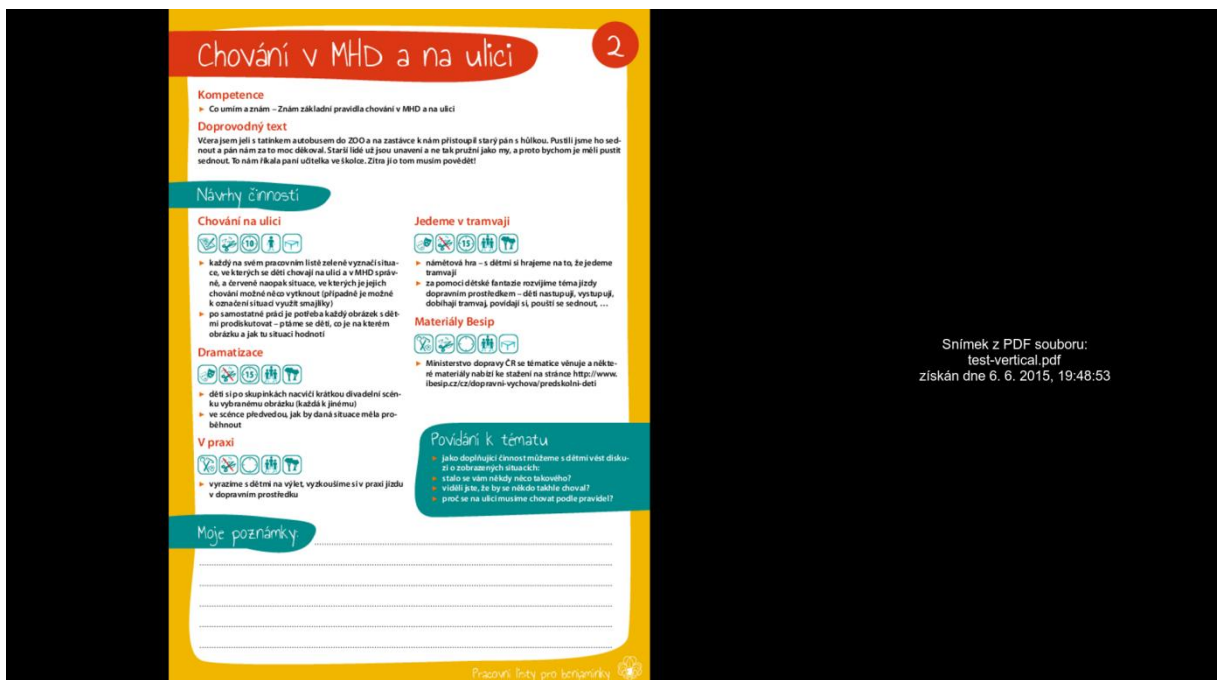 Chování v MHD a na ulici
2
Kompetence
► Co umím a znám – Znám základní pravidla chování v MHD a na ulici
Doprovodný text
Včera jsem jeli s tatínkem autobusem do ZOO a na zastávce k nám přistoupil starý pán s hůlkou. Pustili jsme ho sed-
nout a pán nám za to moc děkoval. Starší lidé už jsou unavení a ne tak pružní jako my, a proto bychom je měli pustit
sednout. To nám říkala paní učitelka ve školce. Zítra jí o tom musím povědět!
Návrhy činností
Chování na ulici
10
► každý na svém pracovním listě zeleně vyznačí situa-
ce, ve kterých se děti chovají na ulici a v MHD správ-
ně, a červeně naopak situace, ve kterých je jejich
chování možné něco vytknout (případně je možné
k označení situací využít smajlíky)
► po samostatné práci je potřeba každý obrázek s dět-
mi prodiskutovat – ptáme se dětí, co je na kterém
obrázku a jak tu situaci hodnotí
Dramatizace
15
► děti si po skupinkách nacvičí krátkou divadelní scén-
ku vybranému obrázku (každá k jinému)
► ve scénce předvedou, jak by daná situace měla pro-
běhnout
V praxi
► vyrazíme s dětmi na výlet, vyzkoušíme si v praxi jízdu
v dopravním prostředku
Jedeme v tramvaji
15
► námětová hra – s dětmi si hrajeme na to, že jedeme
tramvají
► za pomoci dětské fantazie rozvíjíme téma jízdy
dopravním prostředkem – děti nastupují, vystupují,
dobíhají tramvaj, povídají si, pouští se sednout, …
Materiály Besip
► Ministerstvo dopravy ČR se tématice věnuje a někte-
ré materiály nabízí ke stažení na stránce http://www.
ibesip.cz/cz/dopravni-vychova/predskolni-deti
Povídání k tématu
► jako doplňující činnost můžeme s dětmi vést disku-
zi o zobrazených situacích:
► stalo se vám někdy něco takového?
► viděli jste, že by se někdo takhle choval?
► proč se na ulici musíme chovat podle pravidel?
Moje poznámky:
Pracovní listy pro benjamínky
Snímek z PDF souboru:
test-vertical.pdf
získán dne 6. 6. 2015, 19:48:53